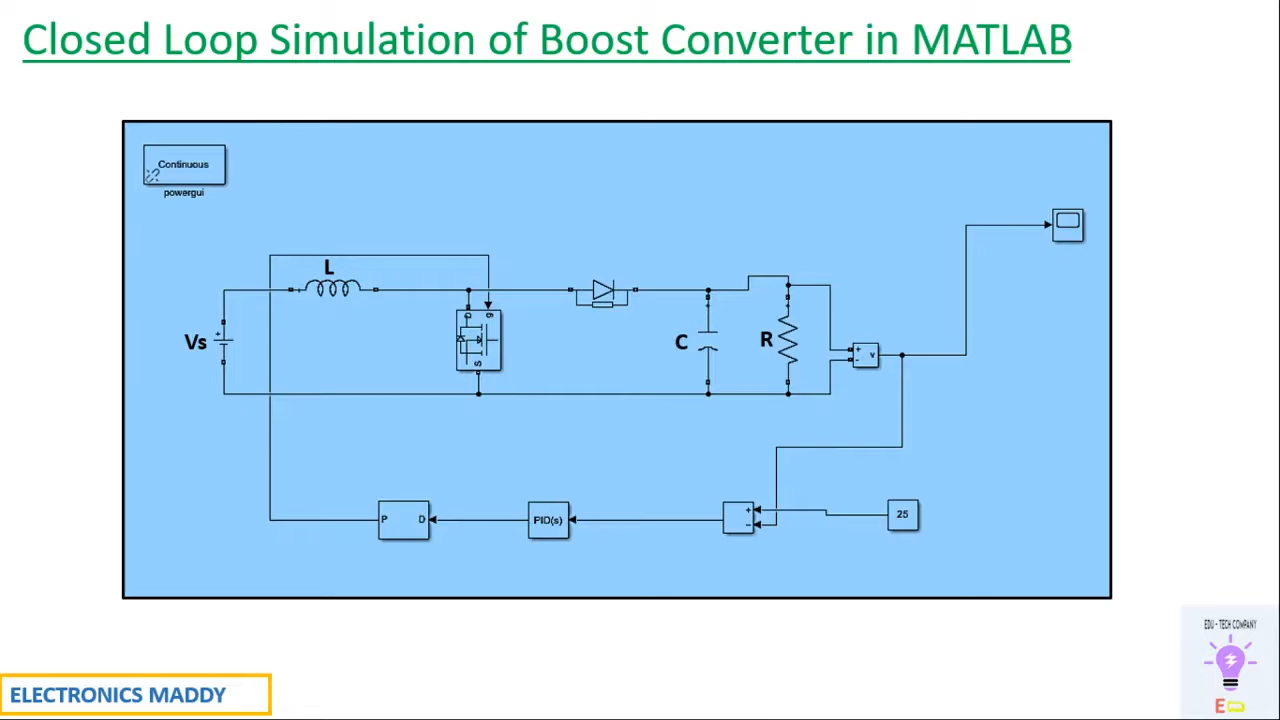 Closed Loop Simulation of Boost Converter in MATLAB
Continuous
powergui
L
D g
Vs
S
C
R
+
-
v
P D
PID(s)
+
-
25
EDU - TECH COMPANY
ELECTRONICS MADDY